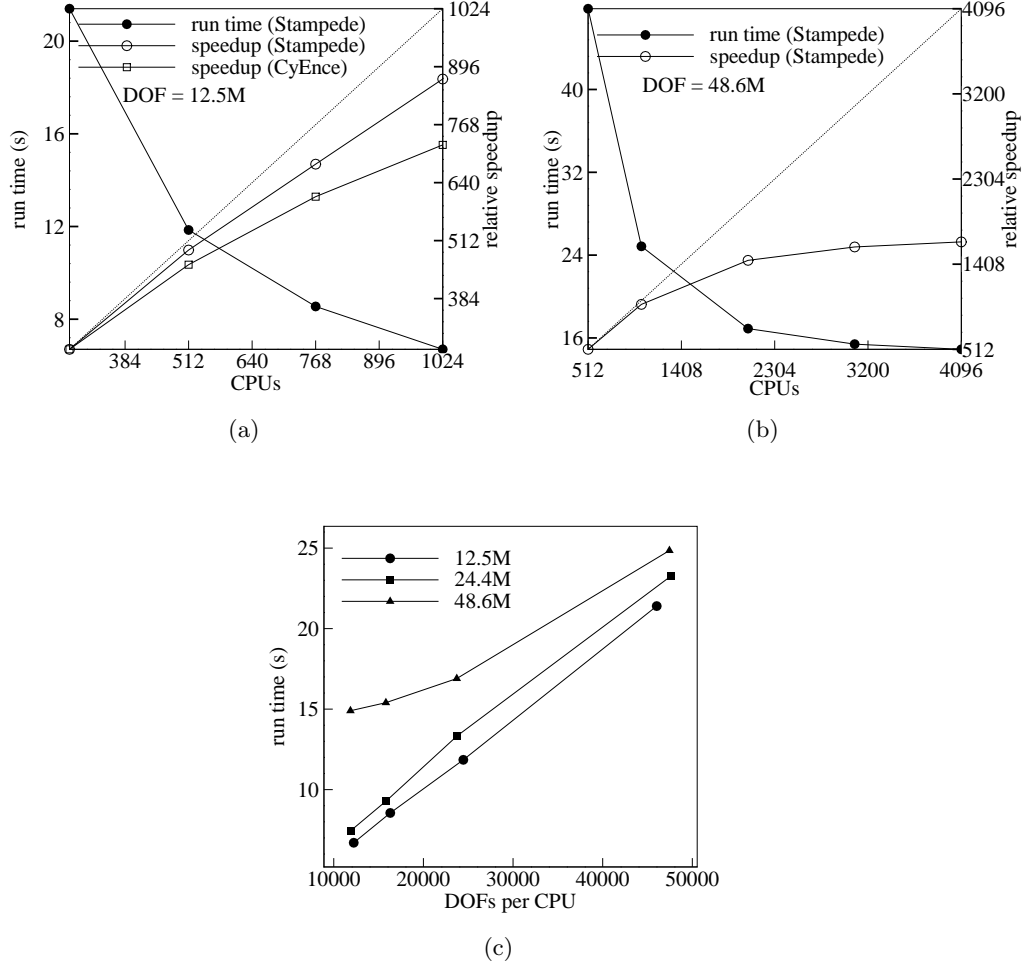 run time (Stampede)
speedup (Stampede)
speedup (CyEnce)
DOF = 12.5M
20
16
12
8
run time (s)
1024
896
768
640
512
384
relative speedup
384 512 640 768 896 1024
CPUs
(a)
run time (Stampede)
speedup (Stampede)
DOF = 48.6M
40
32
24
16
run time (s)
4096
3200
2304
1408
512
relative speedup
512 1408 2304 3200 4096
CPUs
(b)
12.5M
24.4M
48.6M
25
20
15
10
run time (s)
10000 20000 30000 40000 50000
DOFs per CPU
(c)